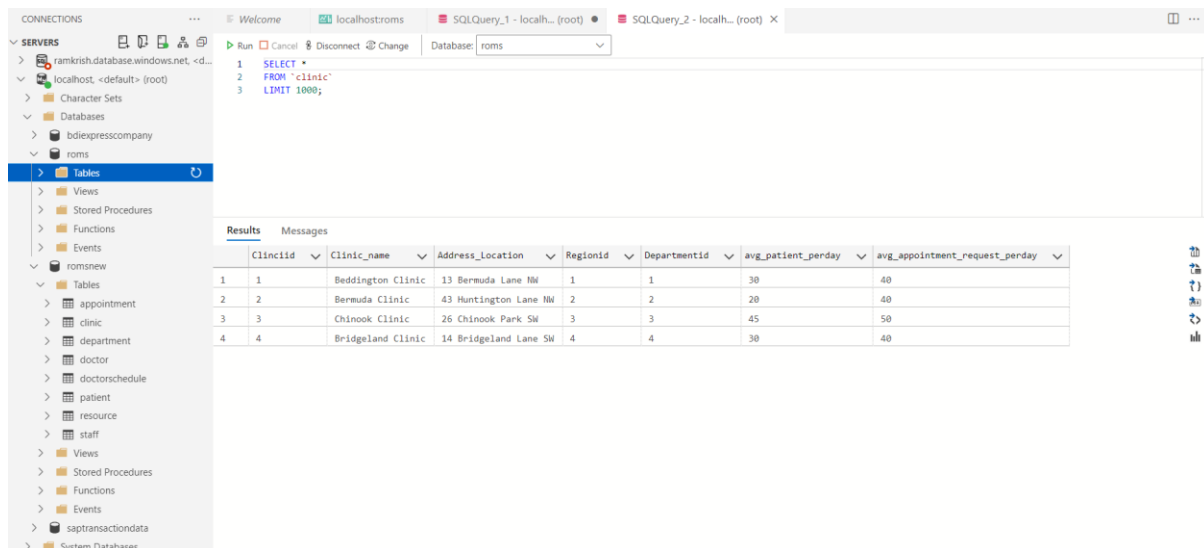 CONNECTIONS
SERVERS
ramkrish.database.windows.net, <d...
localhost, <default> (root)
Character Sets
Databases
bdiexpresscompany
roms
Tables
Views
Stored Procedures
Functions
Events
romsnew
Tables
appointment
clinic
department
doctor
doctorschedule
patient
resource
staff
Views
Stored Procedures
Functions
Events
saptransactiondata
System Databases
Welcome localhost:roms SQLQuery_1 - localh... (root) SQLQuery_2 - localh... (root)
Run Cancel Disconnect Change Database: roms
1 SELECT *
2 FROM `clinic`
3 LIMIT 1000;
Results Messages
Clinciid Clinic_name Address_Location Regionid Departmentid avg_patient_perday avg_appointment_request_perday
1 1 Beddington Clinic 13 Bermuda Lane NW 1 1 30 40
2 2 Bermuda Clinic 43 Huntington Lane NW 2 2 20 40
3 3 Chinook Clinic 26 Chinook Park SW 3 3 45 50
4 4 Bridgeland Clinic 14 Bridgeland Lane SW 4 4 30 40